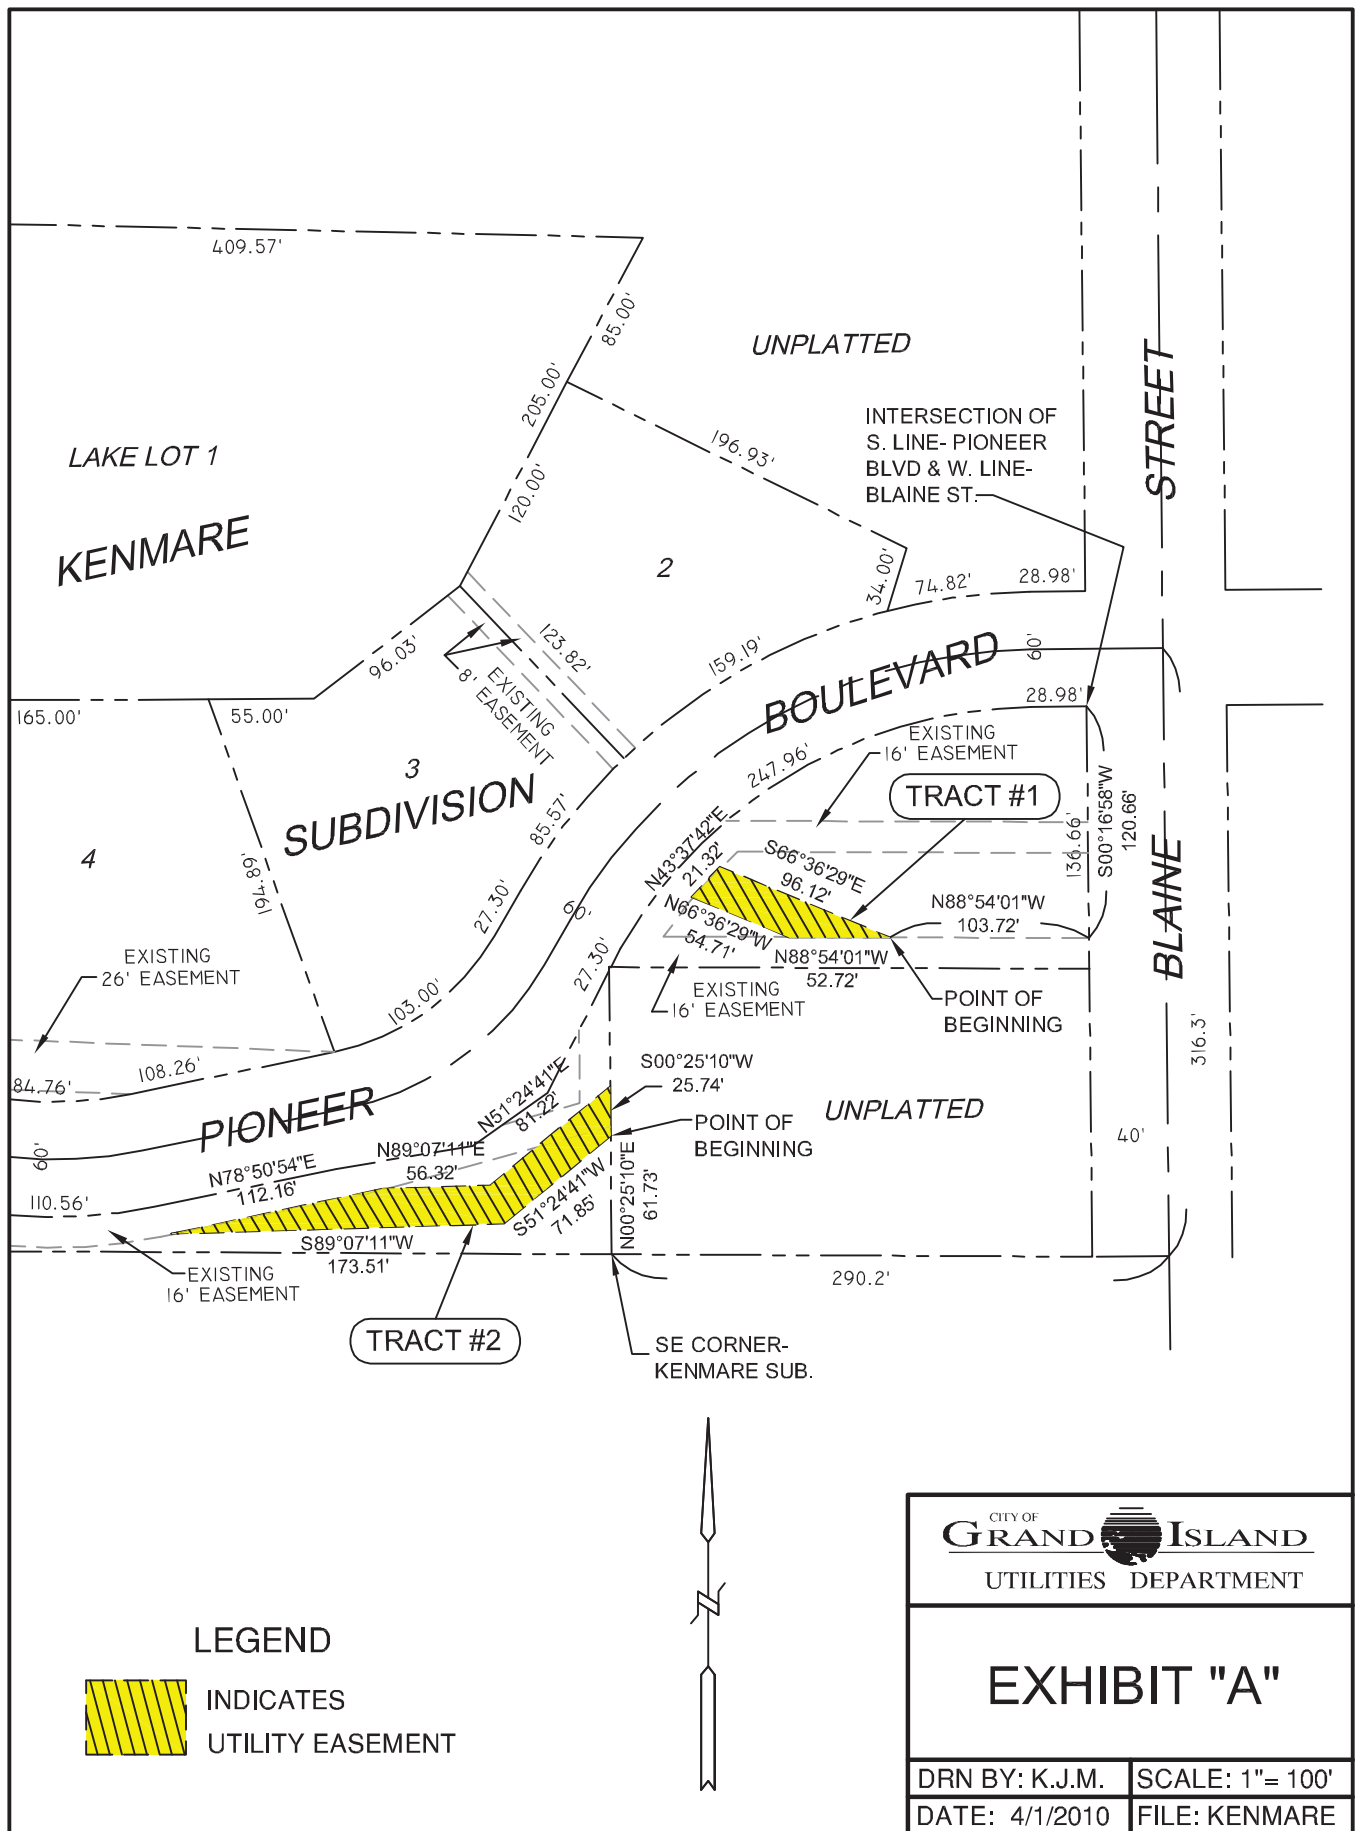 409.57'
85.00'
UNPLATTED
205.00'
196.93'
INTERSECTION OF
S. LINE- PIONEER
BLVD & W. LINE-
BLAINE ST.
STREET
LAKE LOT 1
120.00'
KENMARE
2
34.00'
74.82'
28.98'
96.03'
123.82'
8' EXISTING
EASEMENT
159.19'
BOULEVARD
60'
165.00'
55.00'
28.98'
3
SUBDIVISION
247.96'
EXISTING
16' EASEMENT
TRACT #1
S00°16'58"W
120.66'
136.66'
85.57'
4
194.89'
N43°37'42"E
21.32'
S66°36'29"E
96.12'
BLAINE
27.30'
60'
N66°36'29"W
54.71'
N88°54'01"W
103.72'
EXISTING
26' EASEMENT
27.30'
N88°54'01"W
52.72'
103.00'
EXISTING
16' EASEMENT
POINT OF
BEGINNING
316.3'
108.26'
84.76'
S00°25'10"W
25.74'
N51°24'41"E
81.22'
PIONEER
POINT OF
BEGINNING
UNPLATTED
40'
60'
N89°07'11"E
56.32'
N78°50'54"E
112.16'
110.56'
S51°24'41"W
71.85'
N00°25'10"E
61.73'
S89°07'11"W
173.51'
EXISTING
16' EASEMENT
290.2'
TRACT #2
SE CORNER-
KENMARE SUB.
N
LEGEND
INDICATES
UTILITY EASEMENT
CITY OF
GRAND ISLAND
UTILITIES DEPARTMENT
EXHIBIT "A"
DRN BY: K.J.M.
SCALE: 1"= 100'
DATE: 4/1/2010
FILE: KENMARE